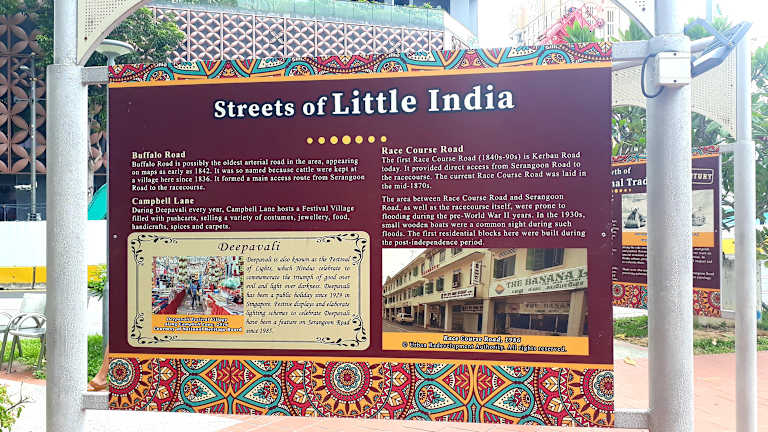 Streets of Little India
Buffalo Road
Buffalo Road is possibly the oldest arterial road in the area, appearing
on maps as early as 1842. It was so named because cattle were kept at
a village here since 1836. It formed a main access route from Serangoon
Road to the racecourse.
Campbell Lane
During Deepavali every year, Campbell Lane hosts a Festival Village
filled with pushcarts, selling a variety of costumes, jewellery, food,
handicrafts, spices and carpets.
Deepavali
Deepavali is also known as the Festival
of Lights, which Hindus celebrate to
commemorate the triumph of good over
evil and light over darkness. Deepavali
has been a public holiday since 1929 in
Singapore. Festive displays and elaborate
lighting schemes to celebrate Deepavali
have been a feature on Serangoon Road
since 1985.
Deepavali Festival Village
Race Course Road
The first Race Course Road (1840s-90s) is Kerbau Road
today. It provided direct access from Serangoon Road to
the racecourse. The current Race Course Road was laid in
the mid-1870s.
The area between Race Course Road and Serangoon
Road, as well as the racecourse itself, were prone to
flooding during the pre-World War II years. In the 1930s,
small wooden boats were a common sight during such
floods. The first residential blocks here were built during
the post-independence period.
THE BANANA L
Race Course Road, 1986
© Urban Redevelopment Authority. All rights reserved.
th of
nal Trad
TURY